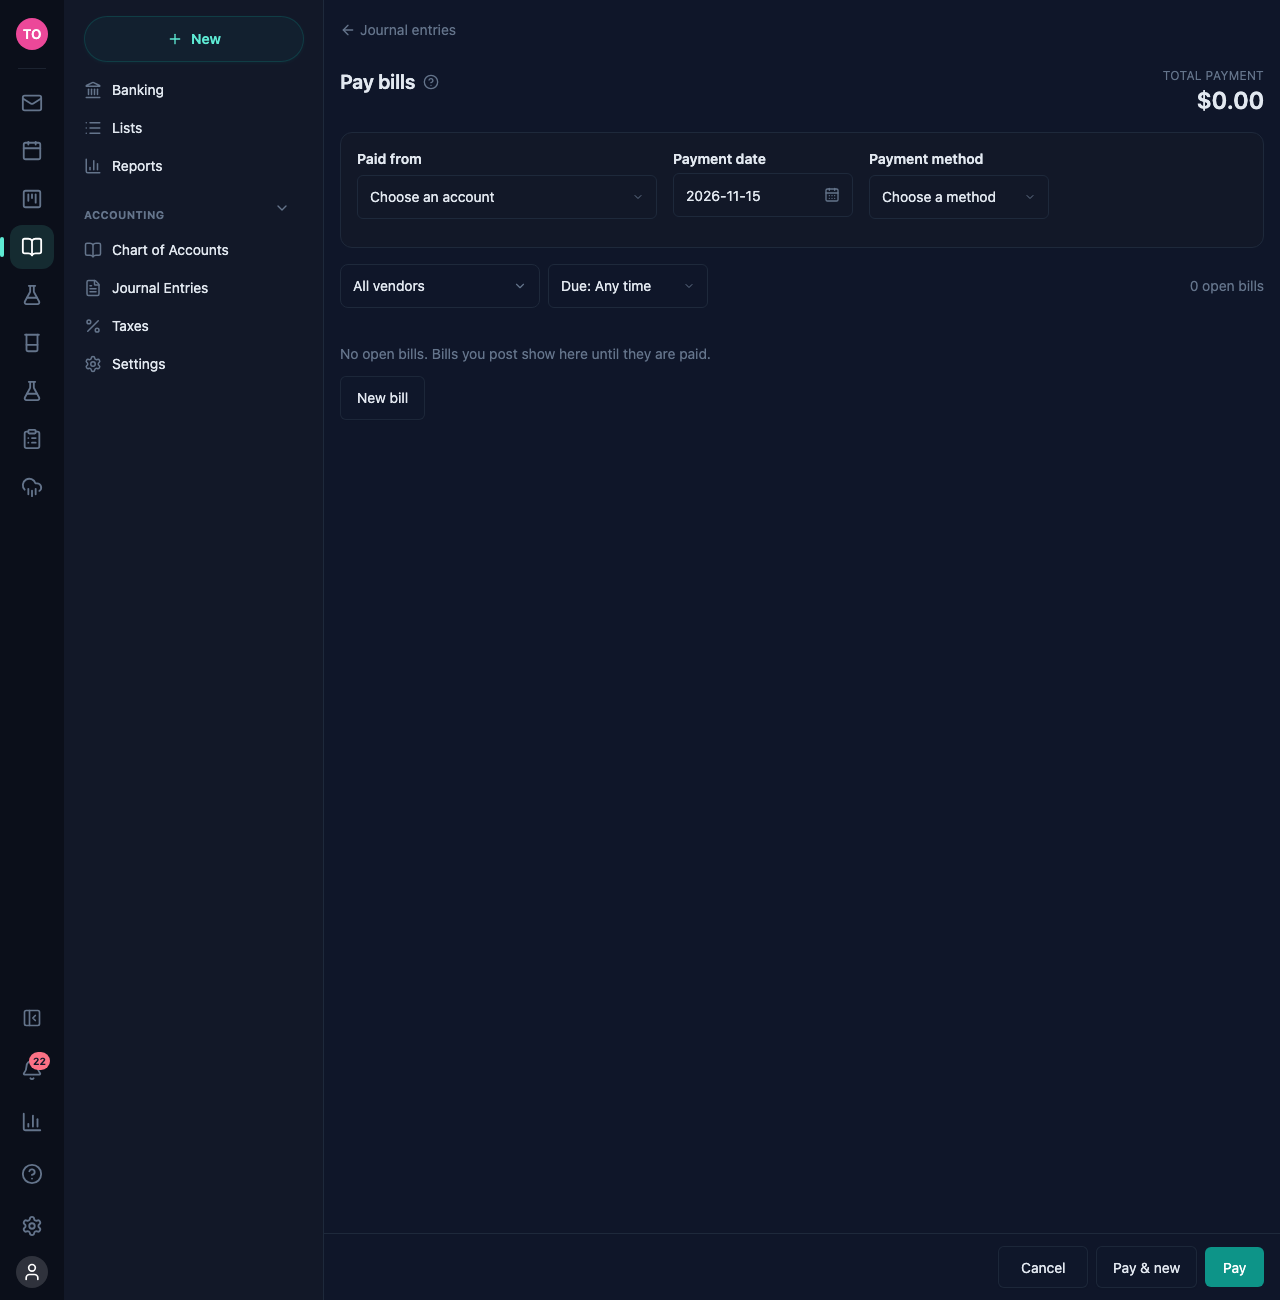 TO
New
Banking
Lists
Reports
ACCOUNTING
Chart of Accounts
Journal Entries
Taxes
Settings
22
Journal entries
Pay bills
TOTAL PAYMENT
$0.00
Paid from
Payment date
Payment method
Choose an account
2026-11-15
Choose a method
All vendors
Due: Any time
0 open bills
No open bills. Bills you post show here until they are paid.
New bill
Cancel
Pay & new
Pay